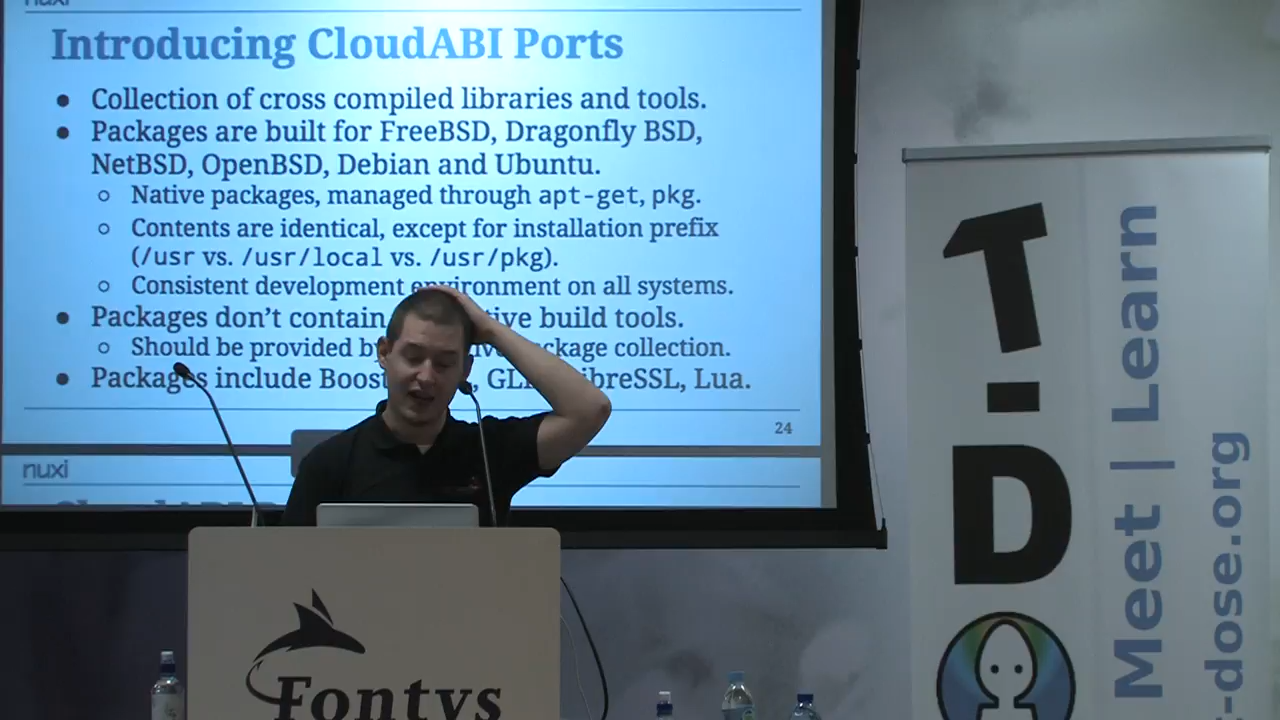 nuxi
Introducing CloudABI Ports
● Collection of cross compiled libraries and tools.
● Packages are built for FreeBSD, Dragonfly BSD,
NetBSD, OpenBSD, Debian and Ubuntu.
○ Native packages, managed through apt-get, pkg.
○ Contents are identical, except for installation prefix
(/usr vs. /usr/local vs. /usr/pkg).
○ Consistent development environment on all systems.
● Packages don't contain tive build tools.
○ Should be provided by ckage collection.
● Packages include Boost , GL LibreSSL, Lua.
24
nuxi
Fontys
T-D
Meet | Learn
-dose.org